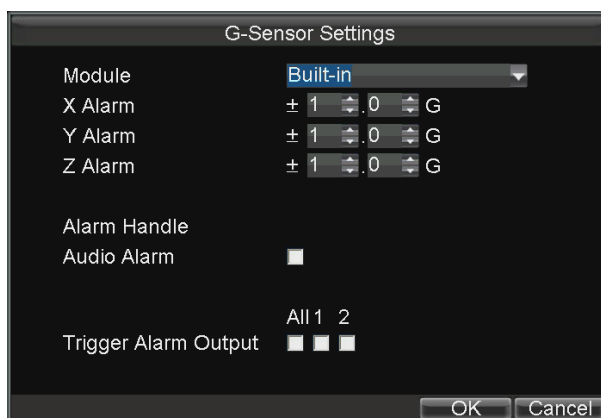 G-Sensor Settings
Module Built-in
X Alarm ± 1 . 0 G
Y Alarm ± 1 . 0 G
Z Alarm ± 1 . 0 G
Alarm Handle
Audio Alarm
All 1 2
Trigger Alarm Output
OK Cancel